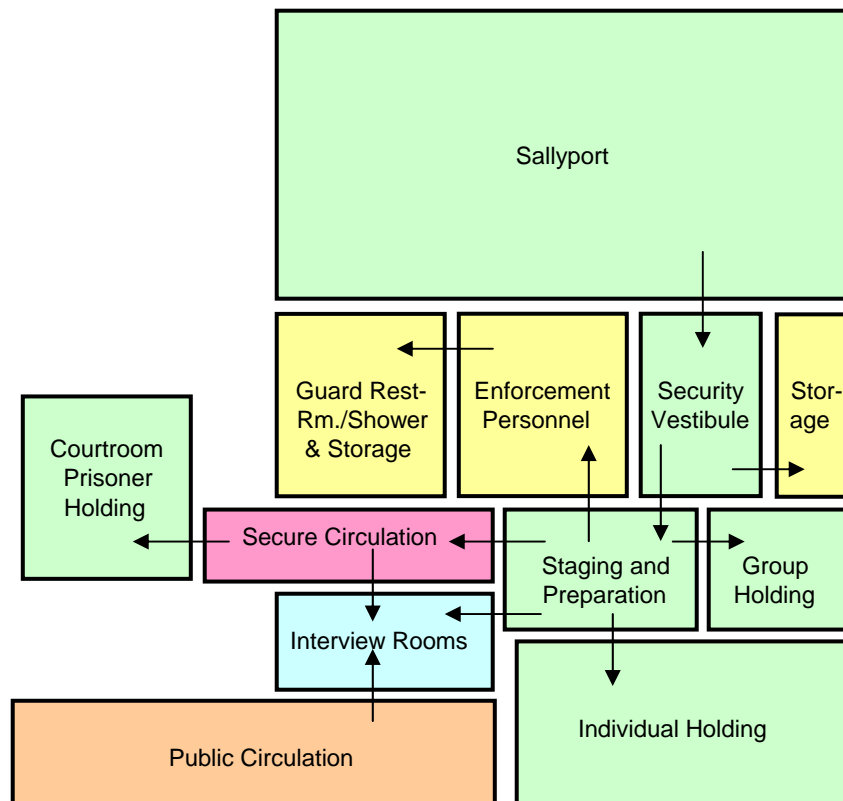 Sallyport
Guard Rest-
Rm./Shower
& Storage
Enforcement
Personnel
Security
Vestibule
Stor-
age
Courtroom
Prisoner
Holding
Secure Circulation
Staging and
Preparation
Group
Holding
Interview Rooms
Individual Holding
Public Circulation